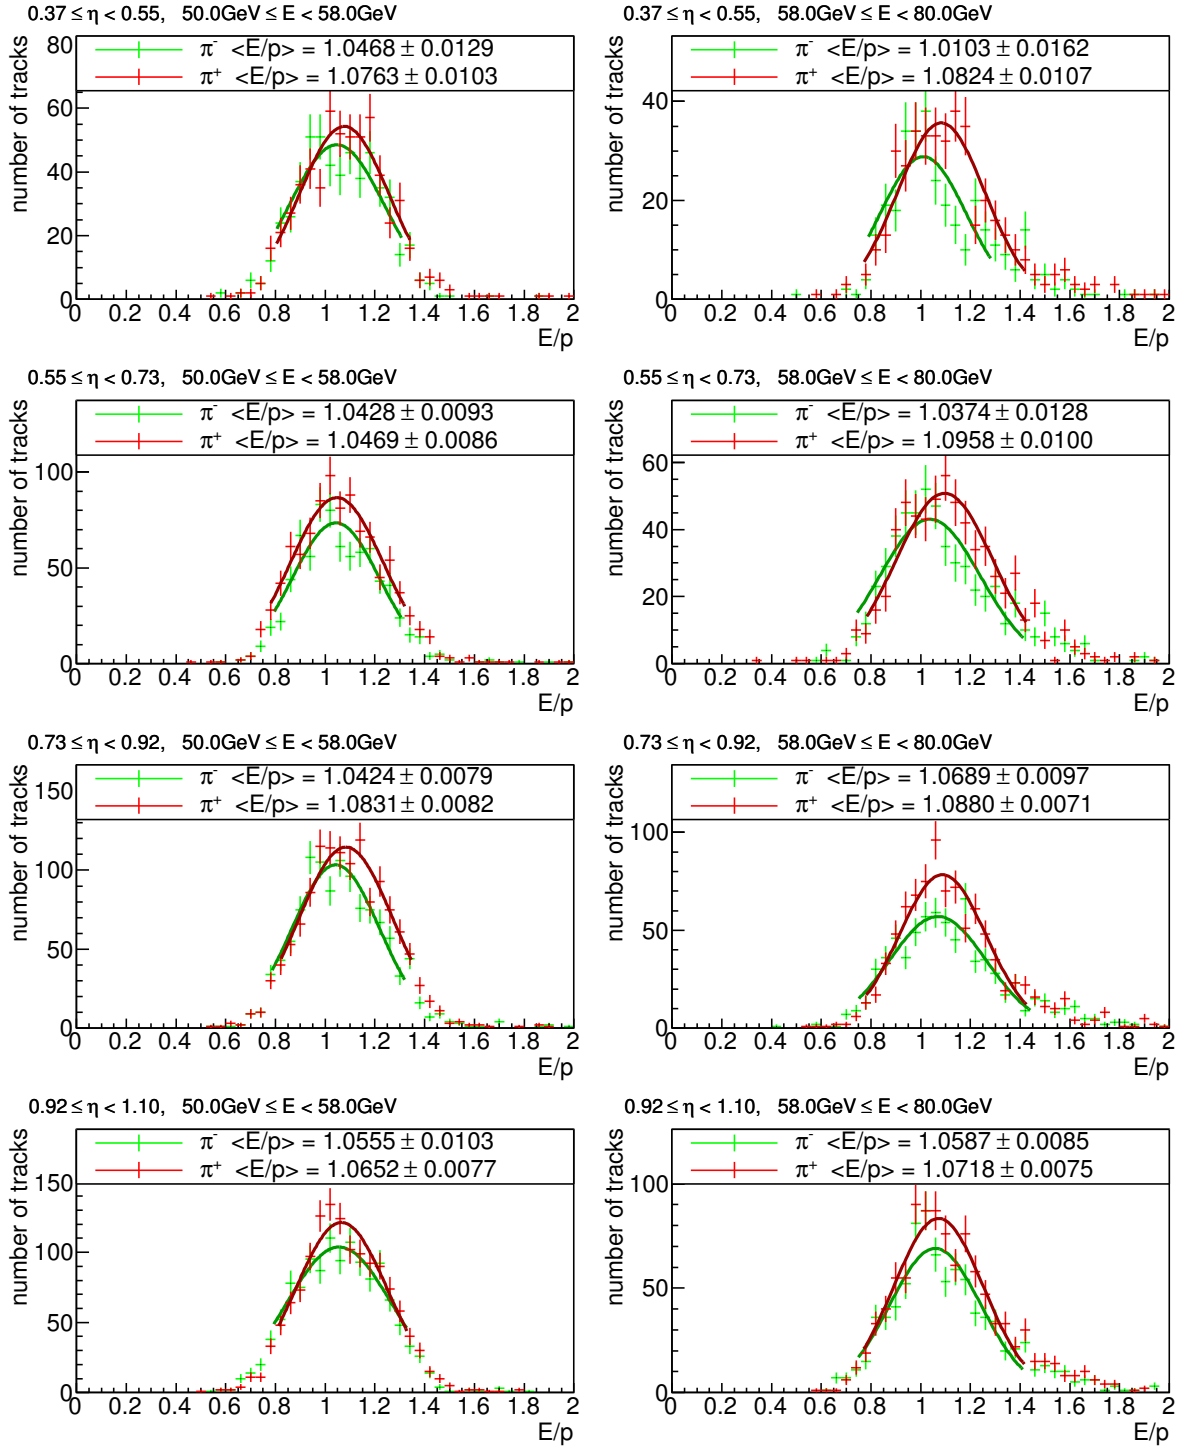 0.37 ≤ η < 0.55,   50.0GeV ≤ E < 58.0GeV
number of tracks
π⁻ <E/p> = 1.0468 ± 0.0129
π⁺ <E/p> = 1.0763 ± 0.0103
80
60
40
20
0
0 0.2 0.4 0.6 0.8 1 1.2 1.4 1.6 1.8 2
E/p
0.37 ≤ η < 0.55,   58.0GeV ≤ E < 80.0GeV
number of tracks
π⁻ <E/p> = 1.0103 ± 0.0162
π⁺ <E/p> = 1.0824 ± 0.0107
40
20
0
0 0.2 0.4 0.6 0.8 1 1.2 1.4 1.6 1.8 2
E/p
0.55 ≤ η < 0.73,   50.0GeV ≤ E < 58.0GeV
number of tracks
π⁻ <E/p> = 1.0428 ± 0.0093
π⁺ <E/p> = 1.0469 ± 0.0086
100
50
0
0 0.2 0.4 0.6 0.8 1 1.2 1.4 1.6 1.8 2
E/p
0.55 ≤ η < 0.73,   58.0GeV ≤ E < 80.0GeV
number of tracks
π⁻ <E/p> = 1.0374 ± 0.0128
π⁺ <E/p> = 1.0958 ± 0.0100
60
40
20
0
0 0.2 0.4 0.6 0.8 1 1.2 1.4 1.6 1.8 2
E/p
0.73 ≤ η < 0.92,   50.0GeV ≤ E < 58.0GeV
number of tracks
π⁻ <E/p> = 1.0424 ± 0.0079
π⁺ <E/p> = 1.0831 ± 0.0082
150
100
50
0
0 0.2 0.4 0.6 0.8 1 1.2 1.4 1.6 1.8 2
E/p
0.73 ≤ η < 0.92,   58.0GeV ≤ E < 80.0GeV
number of tracks
π⁻ <E/p> = 1.0689 ± 0.0097
π⁺ <E/p> = 1.0880 ± 0.0071
100
50
0
0 0.2 0.4 0.6 0.8 1 1.2 1.4 1.6 1.8 2
E/p
0.92 ≤ η < 1.10,   50.0GeV ≤ E < 58.0GeV
number of tracks
π⁻ <E/p> = 1.0555 ± 0.0103
π⁺ <E/p> = 1.0652 ± 0.0077
150
100
50
0
0 0.2 0.4 0.6 0.8 1 1.2 1.4 1.6 1.8 2
E/p
0.92 ≤ η < 1.10,   58.0GeV ≤ E < 80.0GeV
number of tracks
π⁻ <E/p> = 1.0587 ± 0.0085
π⁺ <E/p> = 1.0718 ± 0.0075
100
50
0
0 0.2 0.4 0.6 0.8 1 1.2 1.4 1.6 1.8 2
E/p